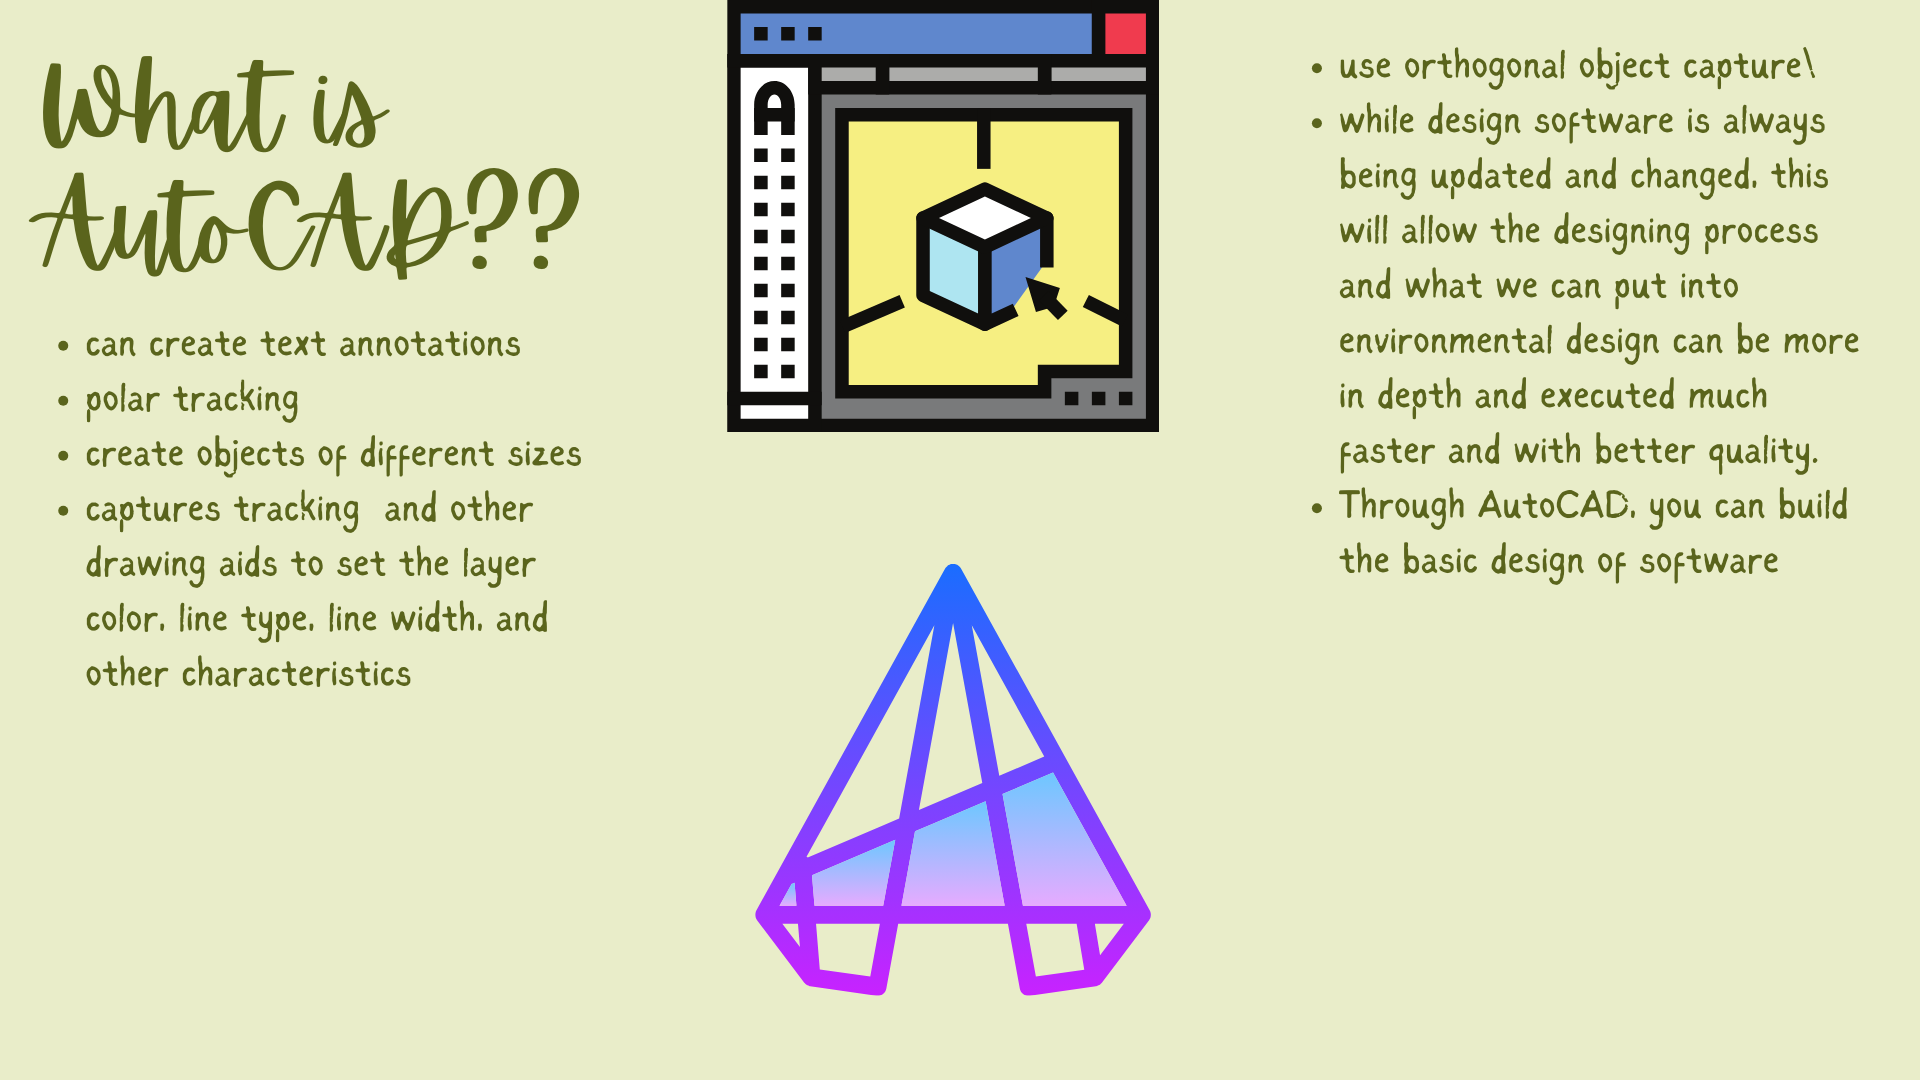 What is
AutoCAD??
• can create text annotations
• polar tracking
• create objects of different sizes
• captures tracking and other
drawing aids to set the layer
color, line type, line width, and
other characteristics
A
• use orthogonal object capture\
• while design software is always
being updated and changed, this
will allow the designing process
and what we can put into
environmental design can be more
in depth and executed much
faster and with better quality.
• Through AutoCAD, you can build
the basic design of software